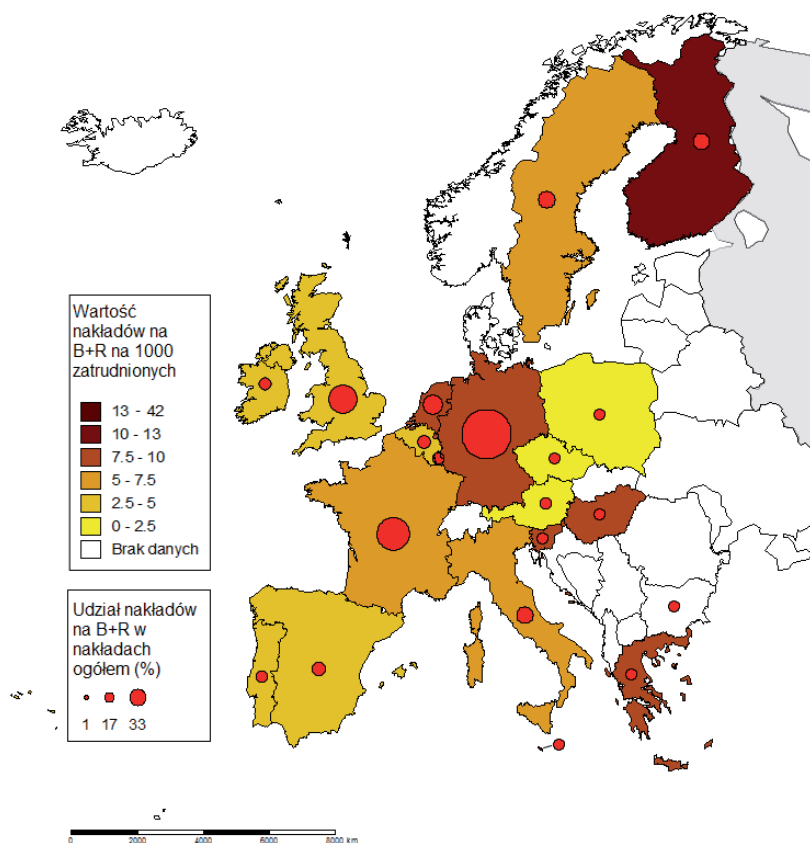 Wartość
nakładów na
B+R na 1000
zatrudnionych
13 - 42
10 - 13
7.5 - 10
5 - 7.5
2.5 - 5
0 - 2.5
Brak danych
Udział nakładów
na B+R w
nakładach
ogółem (%)
1 17 33
0 2000 4000 6000 8000 km